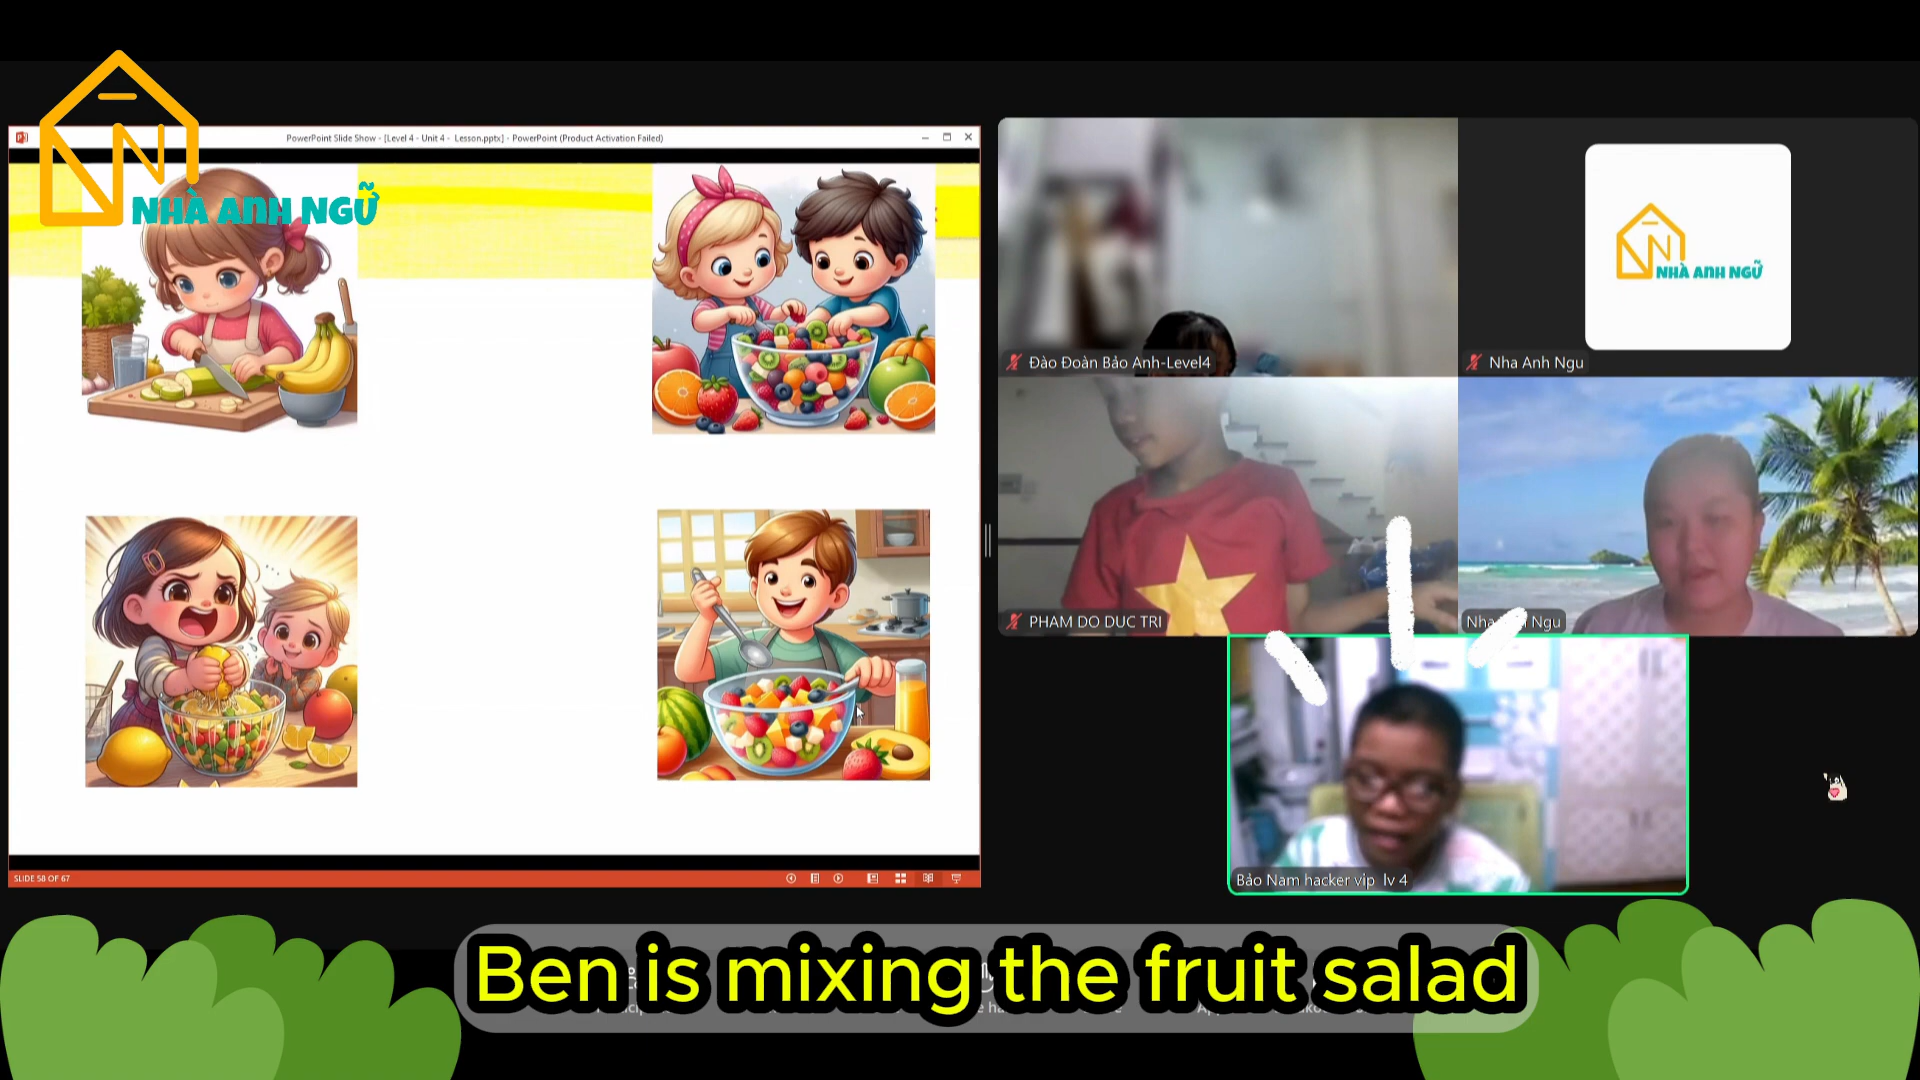 PowerPoint Slide Show - [Level 4 - Unit 4 - Lesson.pptx] - PowerPoint (Product Activation Failed)
NHÀ ANH NGỮ
NHÀ ANH NGỮ
Đào Đoàn Bảo Anh-Level4
Nha Anh Ngu
PHAM DO DUC TRI
Ngu
Bảo Nam hacker vip lv 4
SLIDE 58 OF 67
Ben is mixing the fruit salad